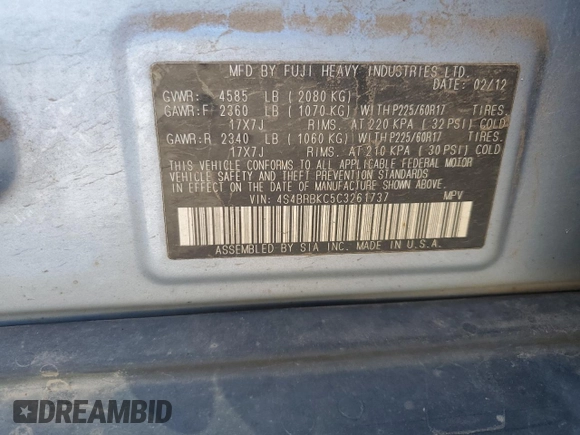 MFD BY FUJI HEAVY INDUSTRIES LTD.
DATE: 02/12
GVWR: 4585 LB ( 2080 KG)
GAWR:F 2360 LB ( 1070 KG) WITH P225/60R17 TIRES.
17X7J RIMS. AT 220 KPA ( 32 PSI) COLD
GAWR:R 2340 LB ( 1060 KG) WITH P225/60R17 TIRES.
17X7J RIMS. AT 210 KPA ( 30 PSI) COLD
THIS VEHICLE CONFORMS TO ALL APPLICABLE FEDERAL MOTOR
VEHICLE SAFETY AND THEFT PREVENTION STANDARDS
IN EFFECT ON THE DATE OF MANUFACTURE SHOWN ABOVE.
VIN: 4S4BRBKC5C3261737 MPV
ASSEMBLED BY SIA INC. MADE IN U.S.A.
DREAMBID